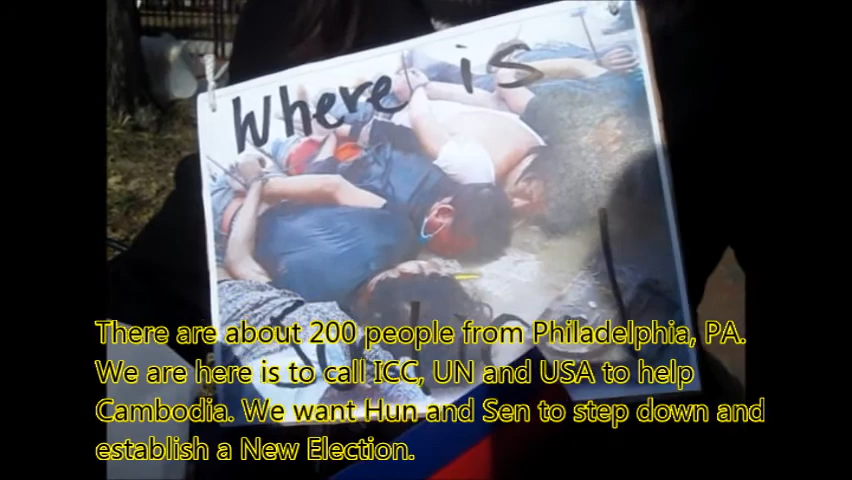 Where is
There are about 200 people from Philadelphia, PA.
We are here is to call ICC, UN and USA to help
Cambodia. We want Hun and Sen to step down and
establish a New Election.